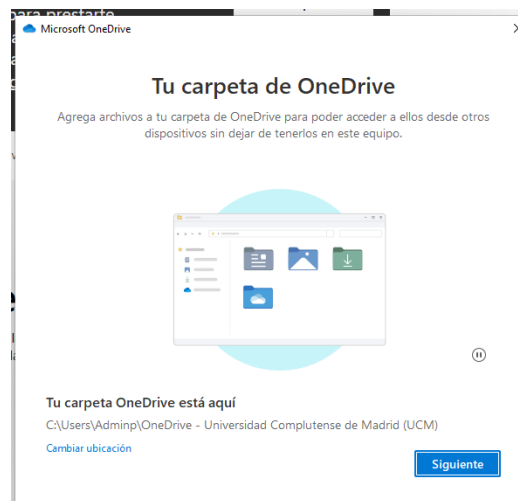 para prestarte
Microsoft OneDrive
Tu carpeta de OneDrive
Agrega archivos a tu carpeta de OneDrive para poder acceder a ellos desde otros
dispositivos sin dejar de tenerlos en este equipo.
Tu carpeta OneDrive está aquí
C:\Users\Adminp\OneDrive - Universidad Complutense de Madrid (UCM)
Cambiar ubicación
Siguiente